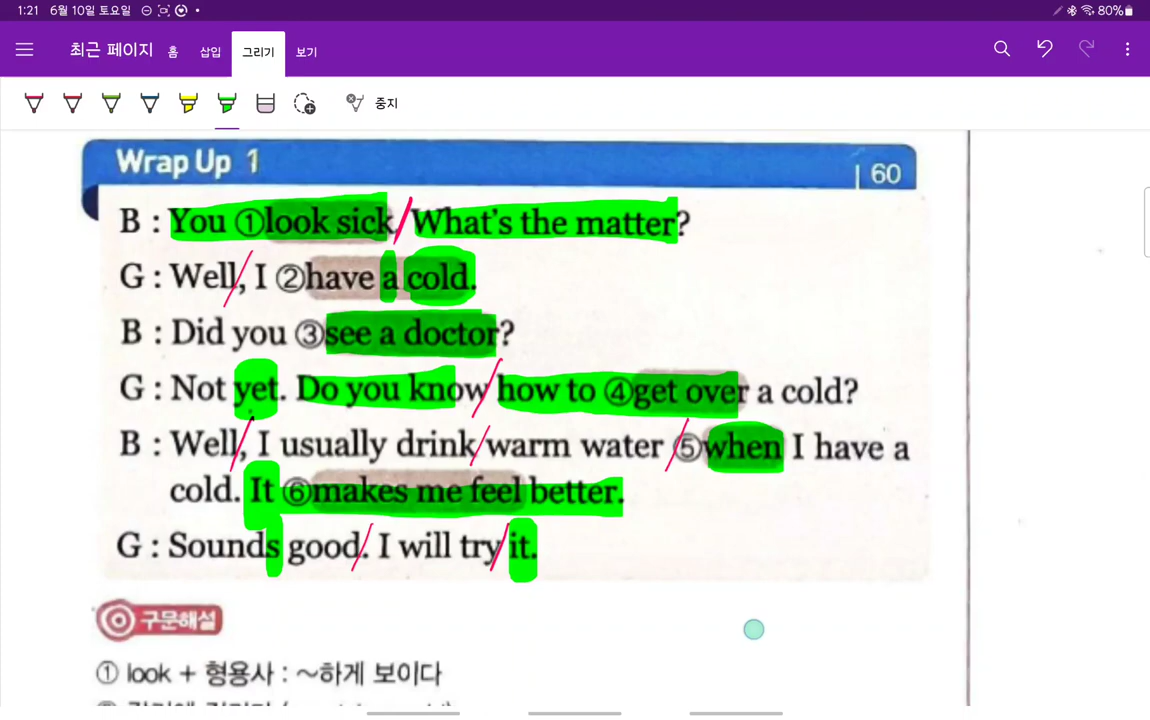 1:21 6월 10일 토요일 80%
최근 페이지 홈 삽입 그리기 보기
중지
Wrap Up 1 | 60
B : You ①look sick. What's the matter?
G : Well, I ②have a cold.
B : Did you ③see a doctor?
G : Not yet. Do you know how to ④get over a cold?
B : Well, I usually drink warm water ⑤when I have a
cold. It ⑥makes me feel better.
G : Sounds good. I will try it.
구문해설
① look + 형용사 : ~하게 보이다